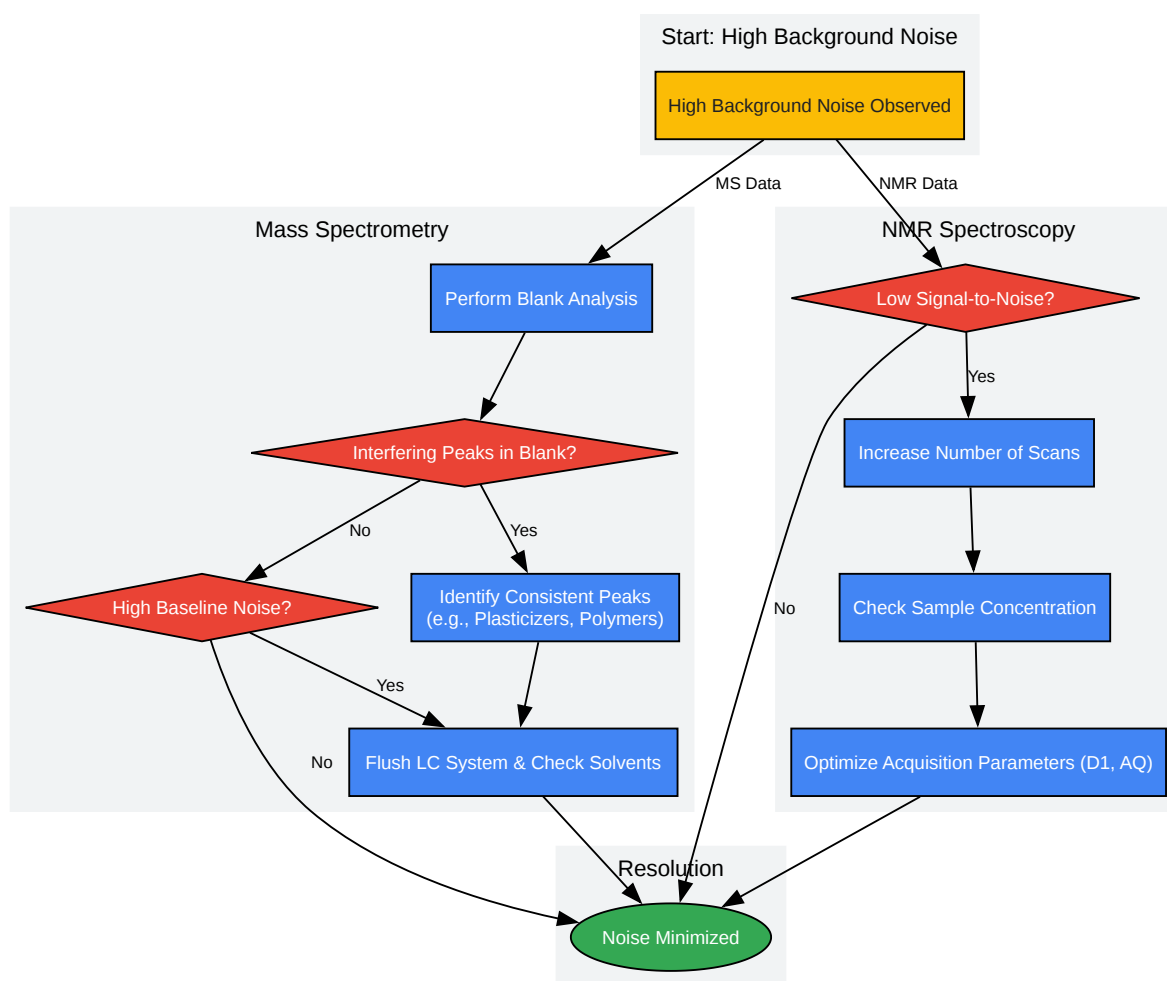 Start: High Background Noise
High Background Noise Observed
MS Data
NMR Data
Mass Spectrometry
NMR Spectroscopy
Perform Blank Analysis
Low Signal-to-Noise?
Yes
Interfering Peaks in Blank?
Increase Number of Scans
No
Yes
High Baseline Noise?
Identify Consistent Peaks
(e.g., Plasticizers, Polymers)
No
Check Sample Concentration
Yes
No
Flush LC System & Check Solvents
Optimize Acquisition Parameters (D1, AQ)
Resolution
Noise Minimized